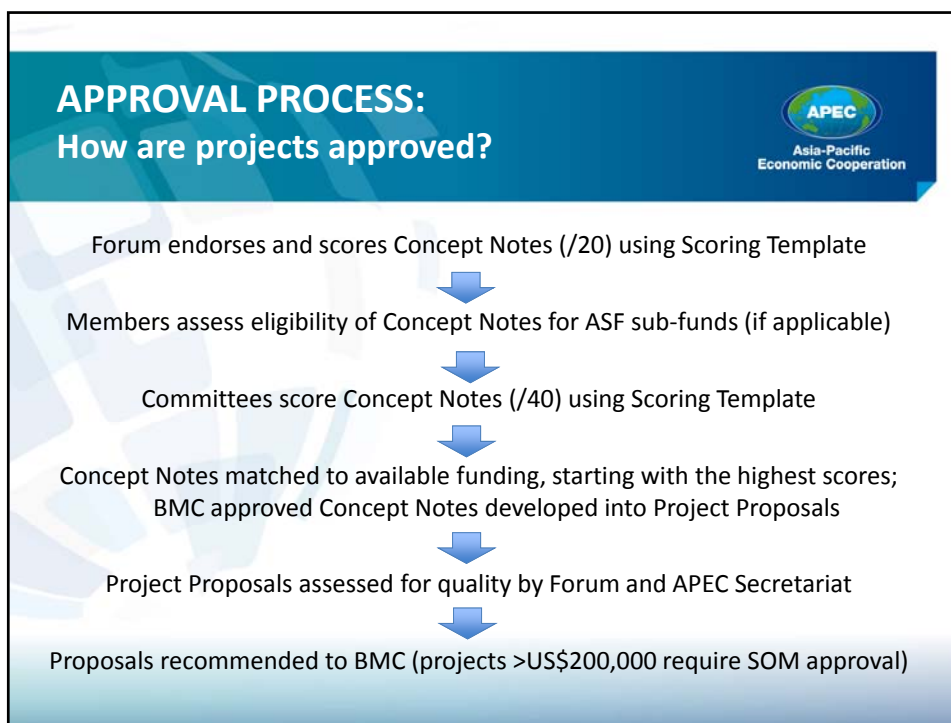 APPROVAL PROCESS:
How are projects approved?
APEC
Asia-Pacific
Economic Cooperation
Forum endorses and scores Concept Notes (/20) using Scoring Template
Members assess eligibility of Concept Notes for ASF sub-funds (if applicable)
Committees score Concept Notes (/40) using Scoring Template
Concept Notes matched to available funding, starting with the highest scores;
BMC approved Concept Notes developed into Project Proposals
Project Proposals assessed for quality by Forum and APEC Secretariat
Proposals recommended to BMC (projects >US$200,000 require SOM approval)